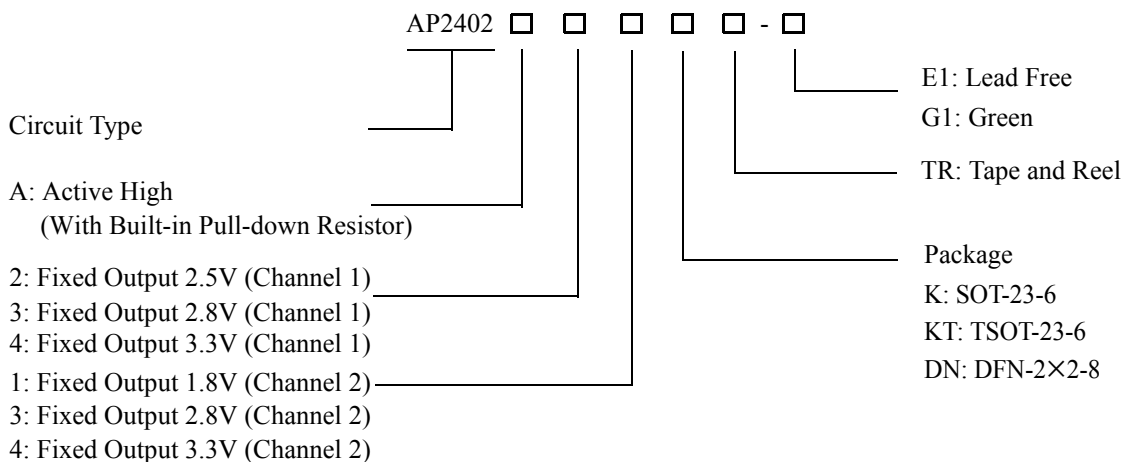 AP2402 □ □ □ □ □ - □
Circuit Type
A: Active High
(With Built-in Pull-down Resistor)
2: Fixed Output 2.5V (Channel 1)
3: Fixed Output 2.8V (Channel 1)
4: Fixed Output 3.3V (Channel 1)
1: Fixed Output 1.8V (Channel 2)
3: Fixed Output 2.8V (Channel 2)
4: Fixed Output 3.3V (Channel 2)
E1: Lead Free
G1: Green
TR: Tape and Reel
Package
K: SOT-23-6
KT: TSOT-23-6
DN: DFN-2×2-8